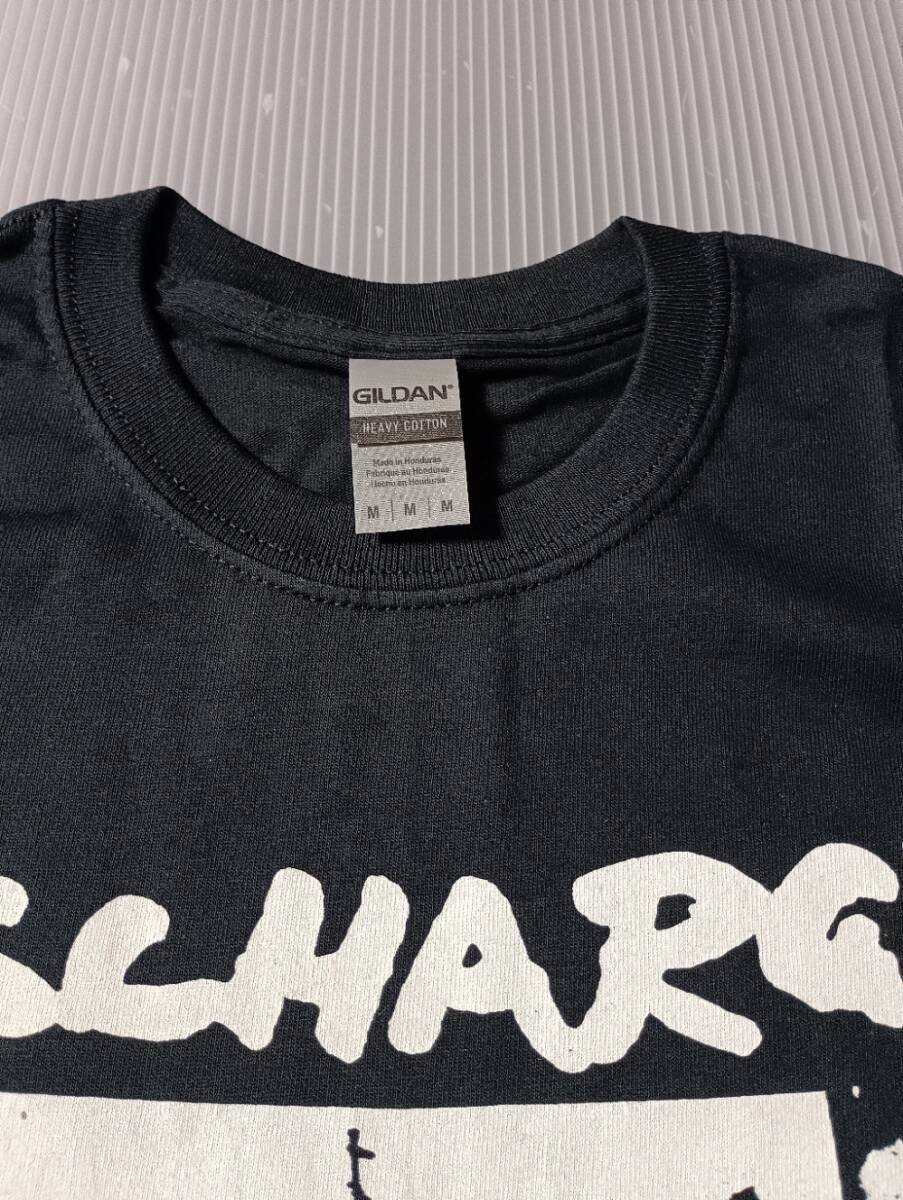 GILDAN®
HEAVY COTTON
Made in Honduras
Fabriqué au Honduras
Hecho en Honduras
M | M | M
SCHARG